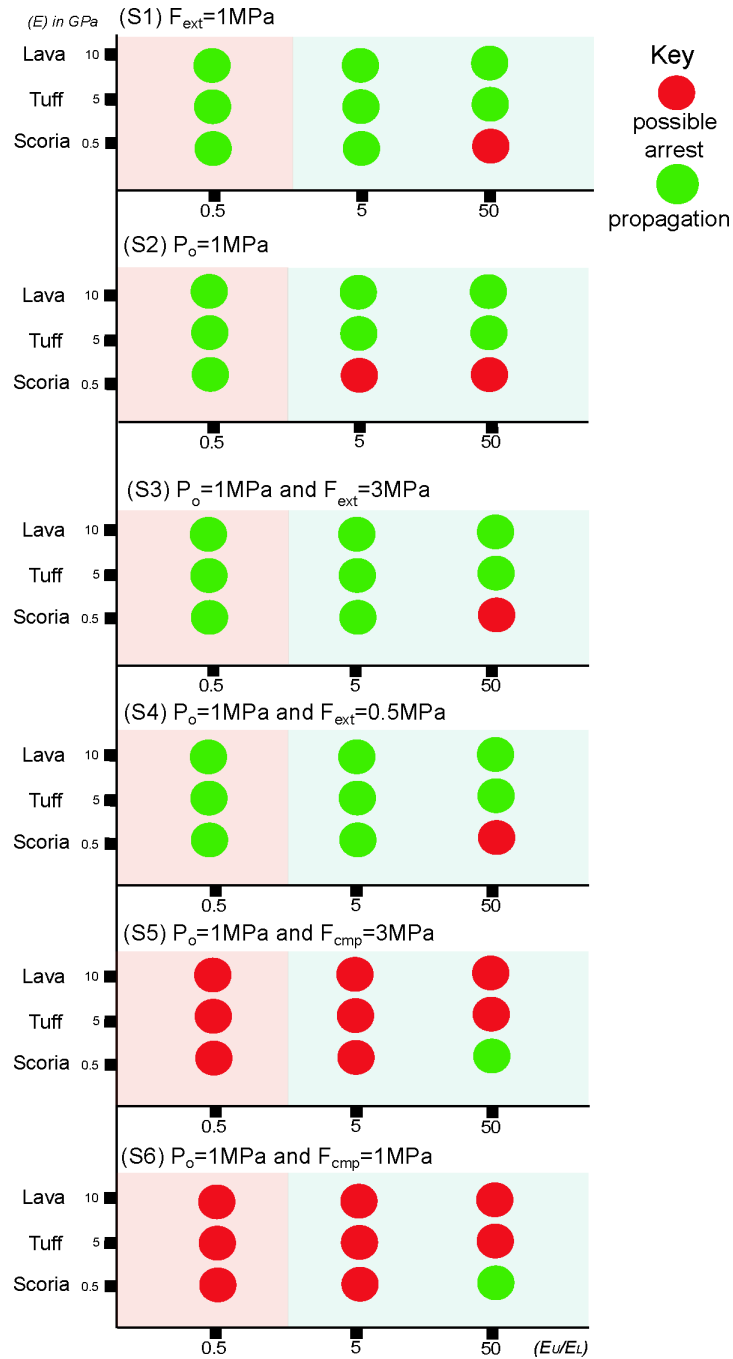 (E) in GPa
(S1) F_ext=1MPa
Lava 10
Tuff 5
Scoria 0.5
0.5 5 50
Key
possible
arrest
propagation
(S2) P_o=1MPa
Lava 10
Tuff 5
Scoria 0.5
0.5 5 50
(S3) P_o=1MPa and F_ext=3MPa
Lava 10
Tuff 5
Scoria 0.5
0.5 5 50
(S4) P_o=1MPa and F_ext=0.5MPa
Lava 10
Tuff 5
Scoria 0.5
0.5 5 50
(S5) P_o=1MPa and F_cmp=3MPa
Lava 10
Tuff 5
Scoria 0.5
0.5 5 50
(S6) P_o=1MPa and F_cmp=1MPa
Lava 10
Tuff 5
Scoria 0.5
0.5 5 50 (EU/EL)